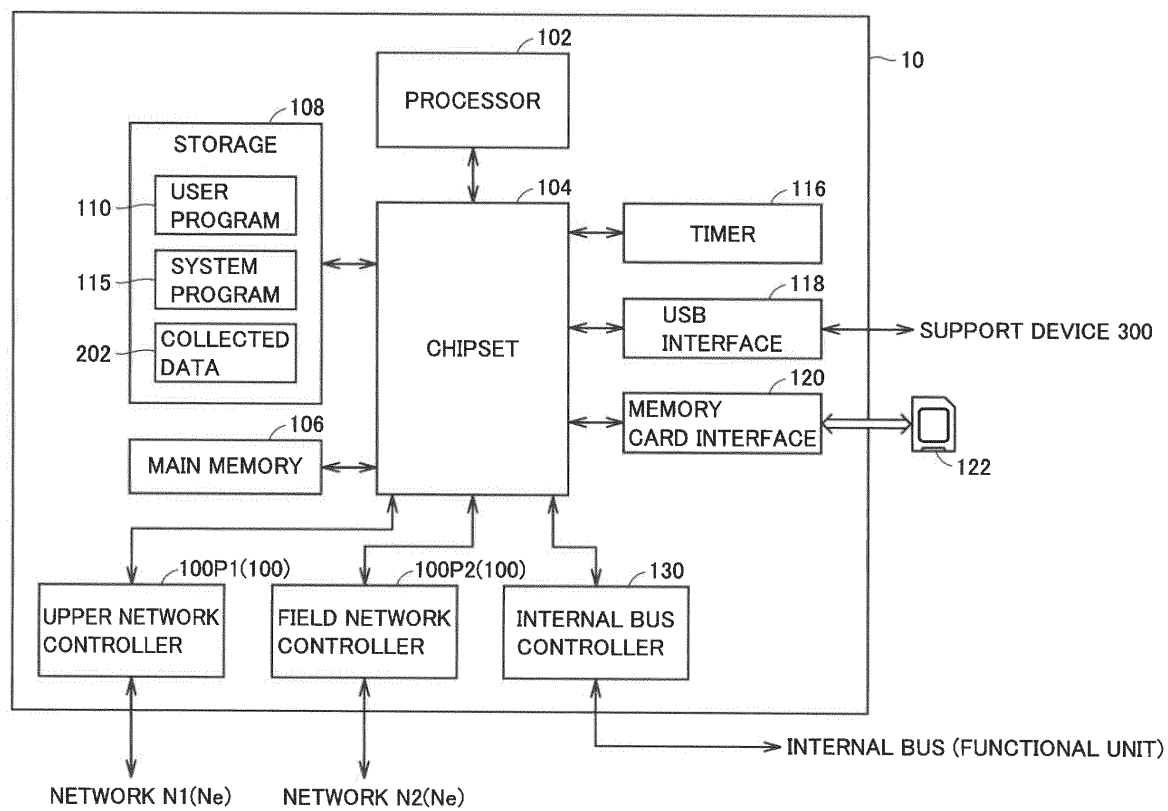 102
10
PROCESSOR
108
STORAGE
110
USER
PROGRAM
115
SYSTEM
PROGRAM
202
COLLECTED
DATA
104
CHIPSET
116
TIMER
118
USB
INTERFACE
SUPPORT DEVICE 300
120
MEMORY
CARD INTERFACE
122
106
MAIN MEMORY
100P1(100)
UPPER NETWORK
CONTROLLER
100P2(100)
FIELD NETWORK
CONTROLLER
130
INTERNAL BUS
CONTROLLER
INTERNAL BUS (FUNCTIONAL UNIT)
NETWORK N1(Ne)
NETWORK N2(Ne)